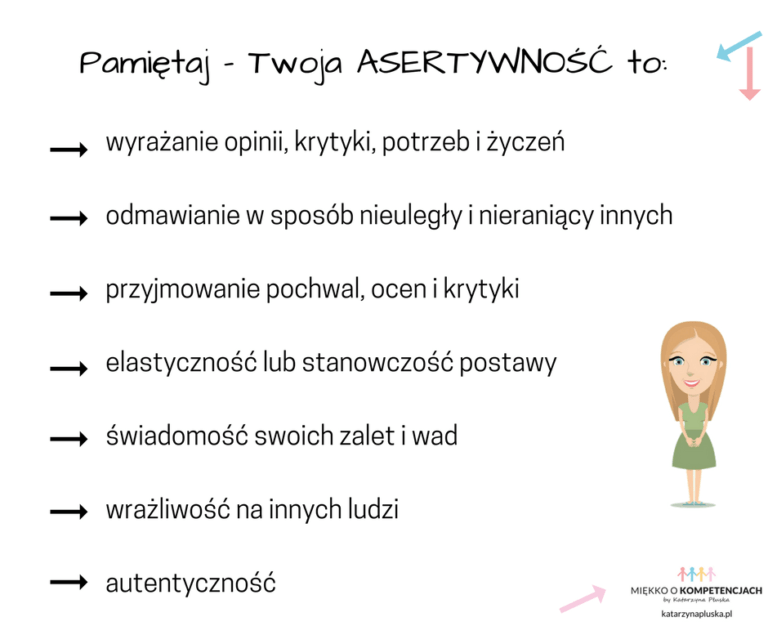 Pamiętaj - Twoja ASERTYWNOŚĆ to:
wyrażanie opinii, krytyki, potrzeb i życzeń
odmawianie w sposób nieuległy i nieraniący innych
przyjmowanie pochwal, ocen i krytyki
elastyczność lub stanowczość postawy
świadomość swoich zalet i wad
wrażliwość na innych ludzi
autentyczność
MIĘKKO O KOMPETENCJACH
by Katarzyna Pluska
katarzynapluska.pl